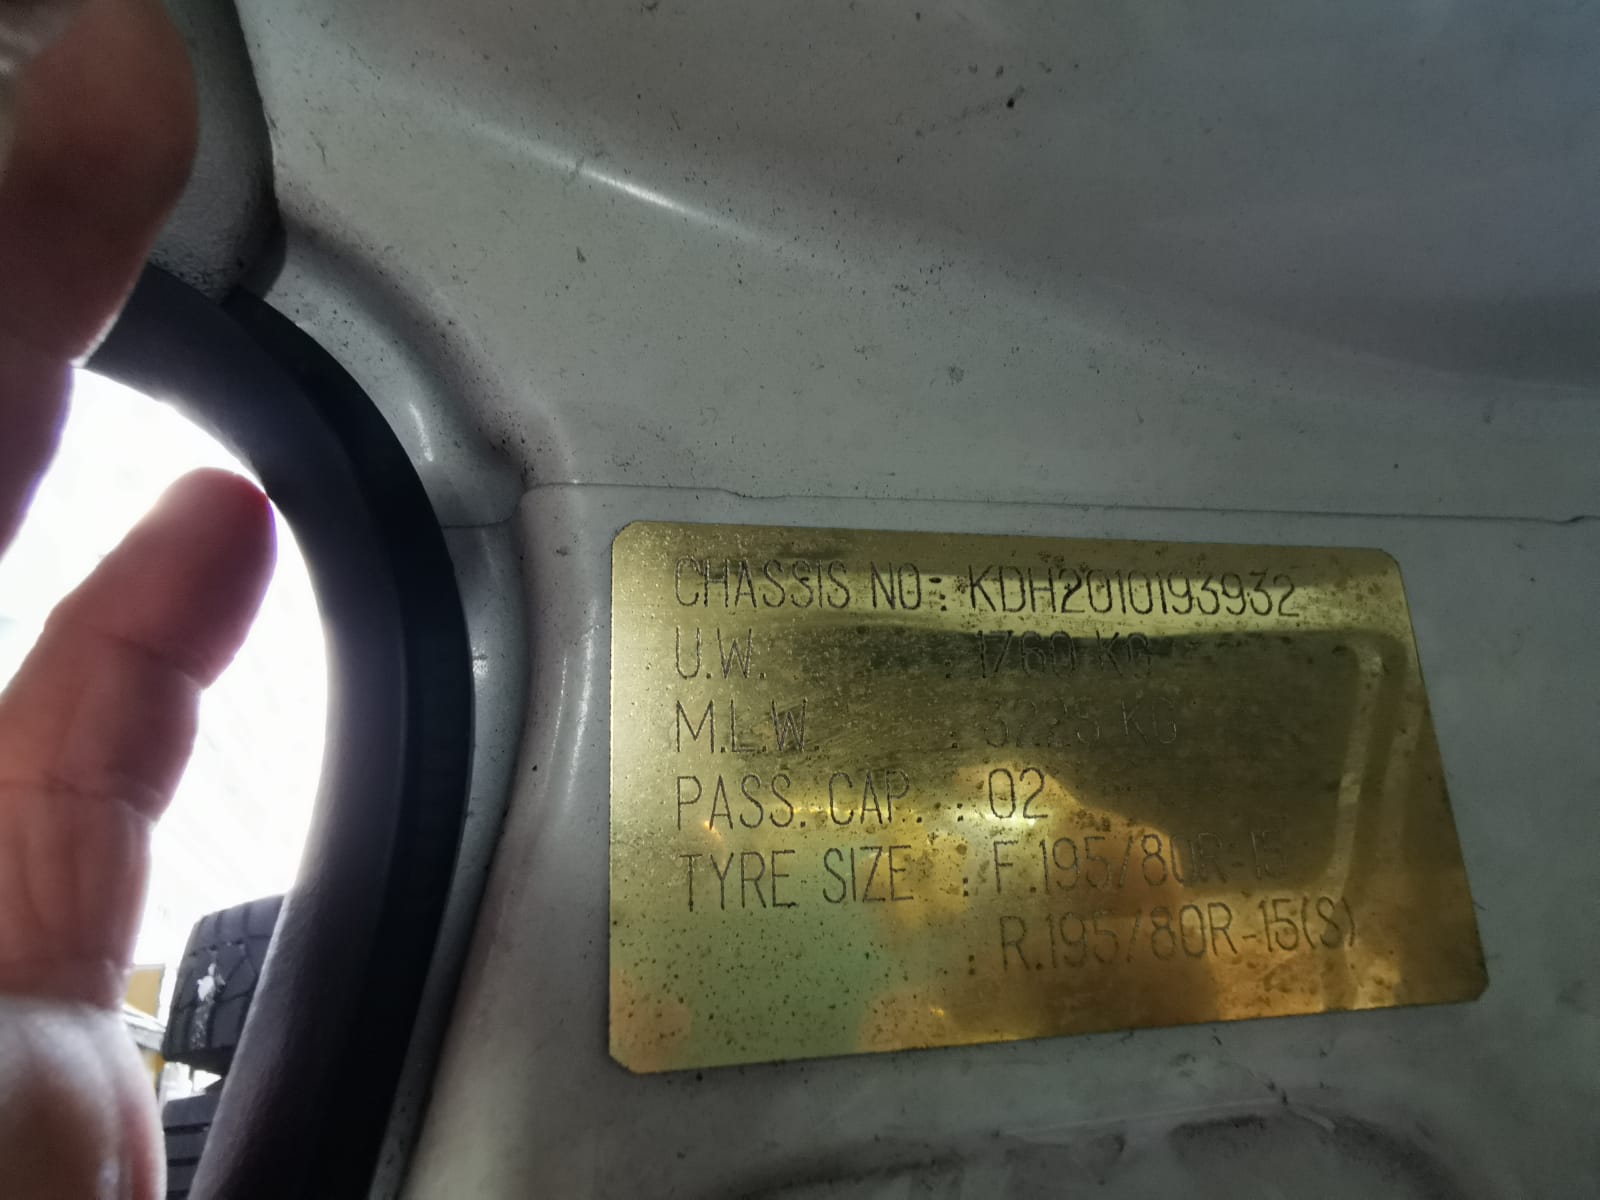 CHASSIS NO: KDH2010193932
U.W. : 1760 KG
M.L.W. : 3225 KG
PASS. CAP. : 02
TYRE SIZE : F.195/80R-15
: R.195/80R-15(S)